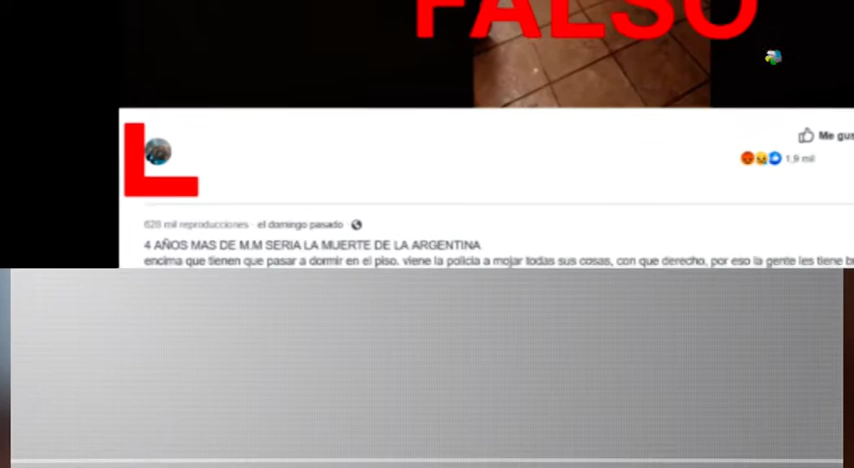 FALSO
Me gus
1,9 mil
628 mil reproducciones · el domingo pasado ·
4 AÑOS MAS DE M.M SERIA LA MUERTE DE LA ARGENTINA
encima que tienen que pasar a dormir en el piso. viene la policia a mojar todas sus cosas, con que derecho, por eso la gente les tiene b